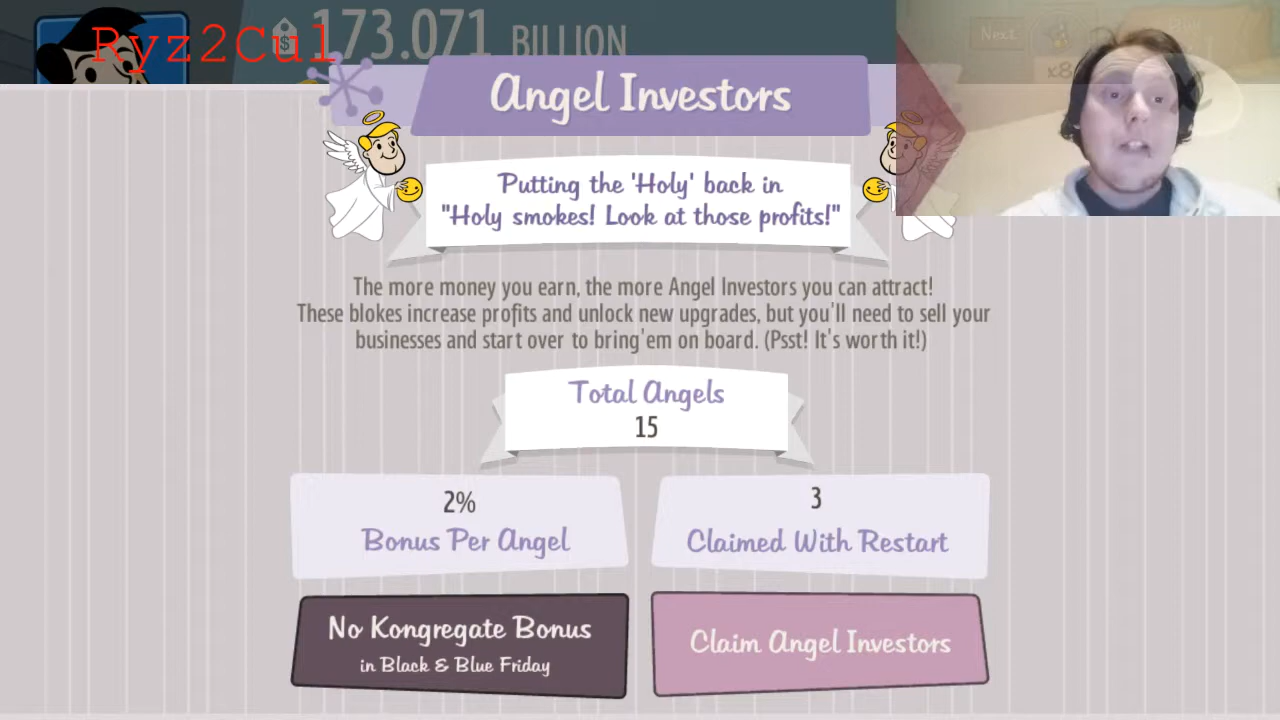 Ryz2Cu1
173.071 BILLION
Next
x8
Angel Investors
Putting the 'Holy' back in
"Holy smokes! Look at those profits!"
The more money you earn, the more Angel Investors you can attract!
These blokes increase profits and unlock new upgrades, but you'll need to sell your
businesses and start over to bring'em on board. (Psst! It's worth it!)
Total Angels
15
2%
Bonus Per Angel
3
Claimed With Restart
No Kongregate Bonus
in Black & Blue Friday
Claim Angel Investors